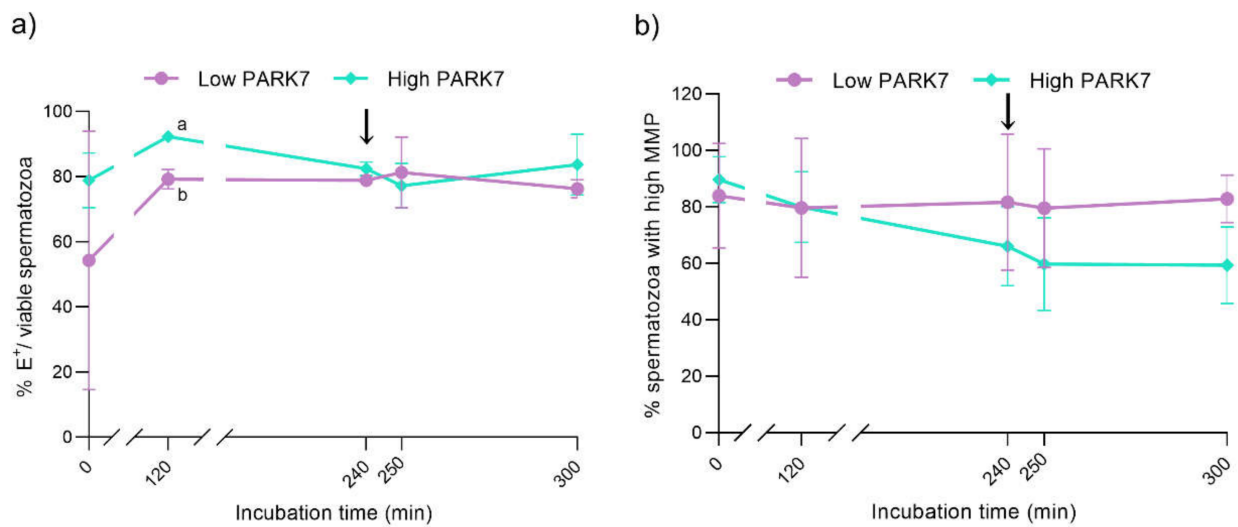 a)
Low PARK7 High PARK7
% E+/ viable spermatozoa
100
80
60
40
20
0
a
b
0 120 240 250 300
Incubation time (min)
b)
Low PARK7 High PARK7
% spermatozoa with high MMP
120
100
80
60
40
20
0
0 120 240 250 300
Incubation time (min)